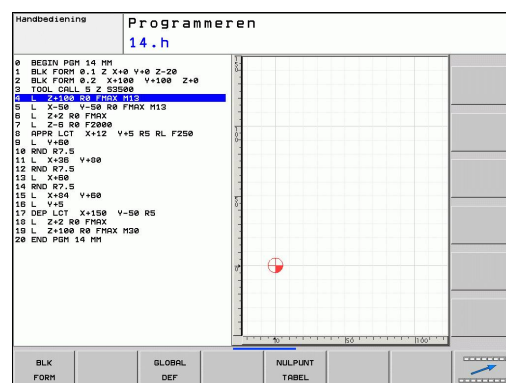 Handbediening
Programmeren
14.h
0 BEGIN PGM 14 MM
1 BLK FORM 0.1 Z X+0 Y+0 Z-20
2 BLK FORM 0.2 X+100 Y+100 Z+0
3 TOOL CALL 5 Z S3500
4 L Z+100 R0 FMAX M13
5 L X-50 Y-50 R0 FMAX M13
6 L Z+2 R0 FMAX
7 L Z-6 R0 F2000
8 APPR LCT X+12 Y+5 R5 RL F250
9 L Y+60
10 RND R7.5
11 L X+36 Y+80
12 RND R7.5
13 L X+60
14 RND R7.5
15 L X+84 Y+60
16 L Y+5
17 DEP LCT X+150 Y-50 R5
18 L Z+2 R0 FMAX
19 L Z+100 R0 FMAX M30
20 END PGM 14 MM
50
100
BLK FORM
GLOBAL DEF
NULPUNT TABEL